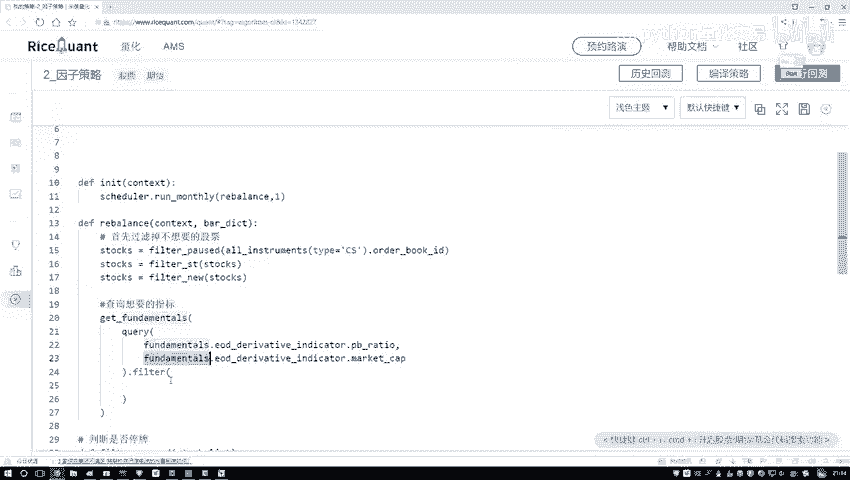 https://www.ricequant.com/quant/
RiceQuant 量化 AMS 预约路演 帮助文档 社区
2_因子策略 股票 期货 历史回测 编译策略
浅色主题 默认快捷键
6
7
8
9
10 def init(context):
11 scheduler.run_monthly(rebalance,1)
12
13 def rebalance(context, bar_dict):
14 # 首先过滤掉不想要的股票
15 stocks = filter_paused(all_instruments(type='CS').order_book_id)
16 stocks = filter_st(stocks)
17 stocks = filter_new(stocks)
18
19 #查询想要的指标
20 get_fundamentals(
21 query(
22 fundamentals.eod_derivative_indicator.pb_ratio,
23 fundamentals.eod_derivative_indicator.market_cap
24 ).filter(
25
26 )
27 )
28
29 # 判断是否停牌